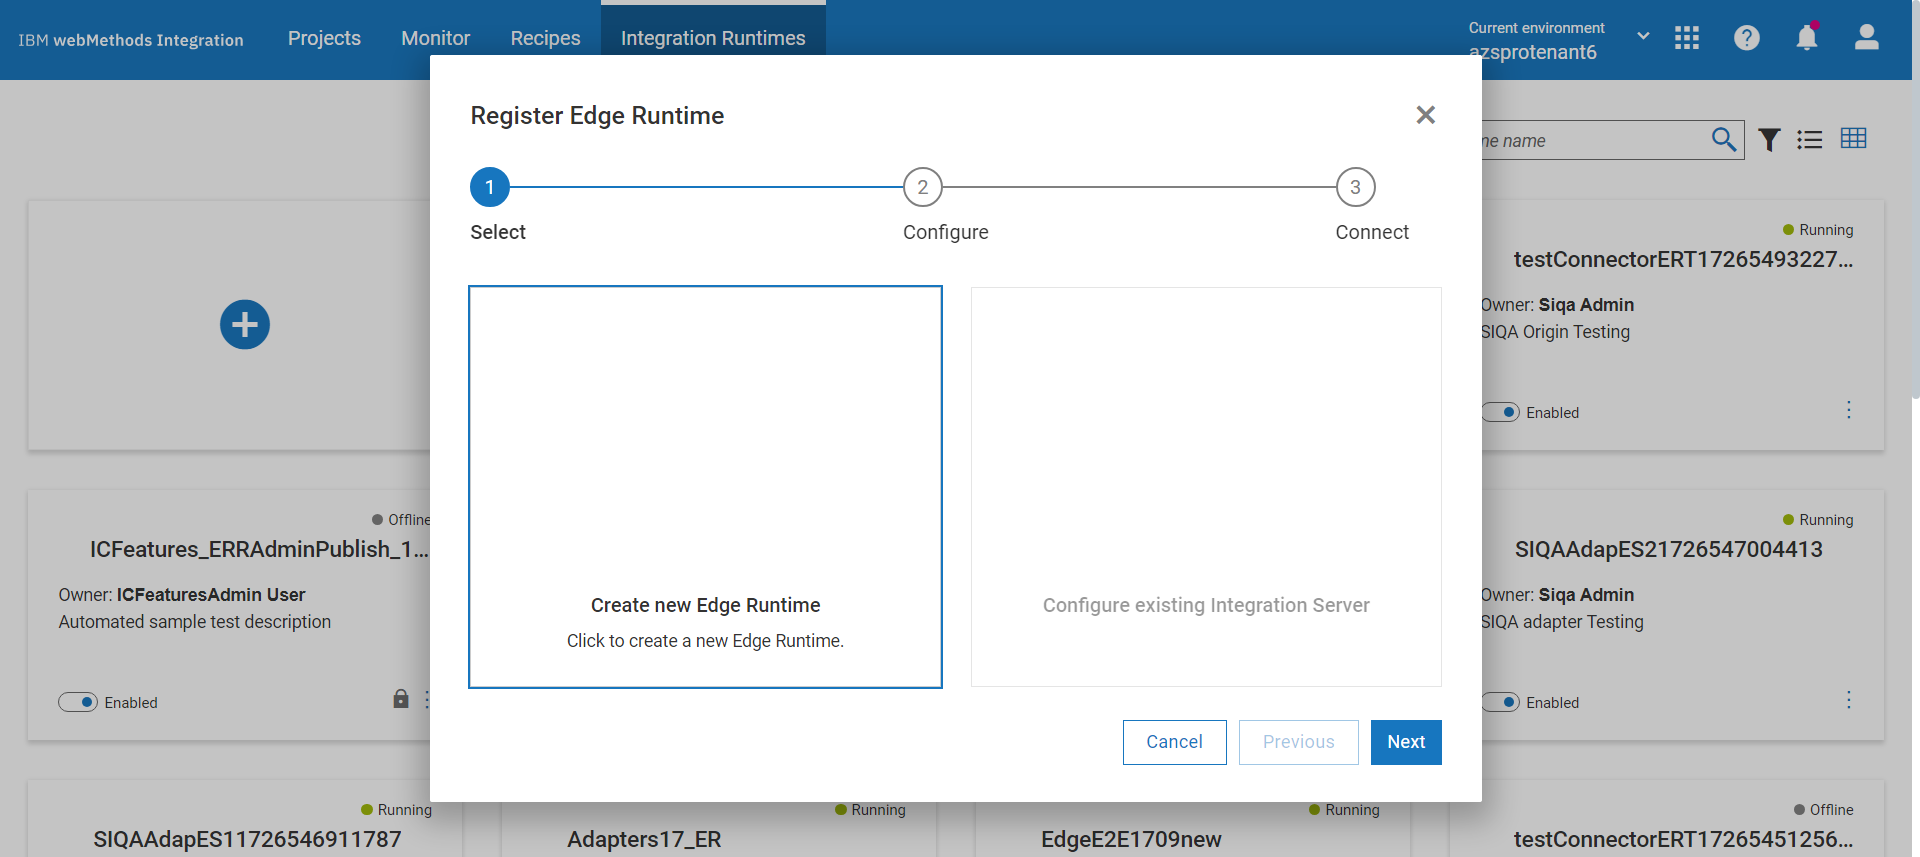 IBM webMethods Integration
Projects
Monitor
Recipes
Integration Runtimes
Current environment
azsprotenant6
Register Edge Runtime
me name
1
2
3
Select
Configure
Connect
Running
testConnectorERT17265493227...
Owner: Siqa Admin
SIQA Origin Testing
Enabled
Create new Edge Runtime
Click to create a new Edge Runtime.
Configure existing Integration Server
Offline
ICFeatures_ERRAdminPublish_1...
Owner: ICFeaturesAdmin User
Automated sample test description
Enabled
Running
SIQAAdapES21726547004413
Owner: Siqa Admin
SIQA adapter Testing
Enabled
Cancel
Previous
Next
Running
SIQAAdapES11726546911787
Running
Adapters17_ER
Running
EdgeE2E1709new
Offline
testConnectorERT17265451256...